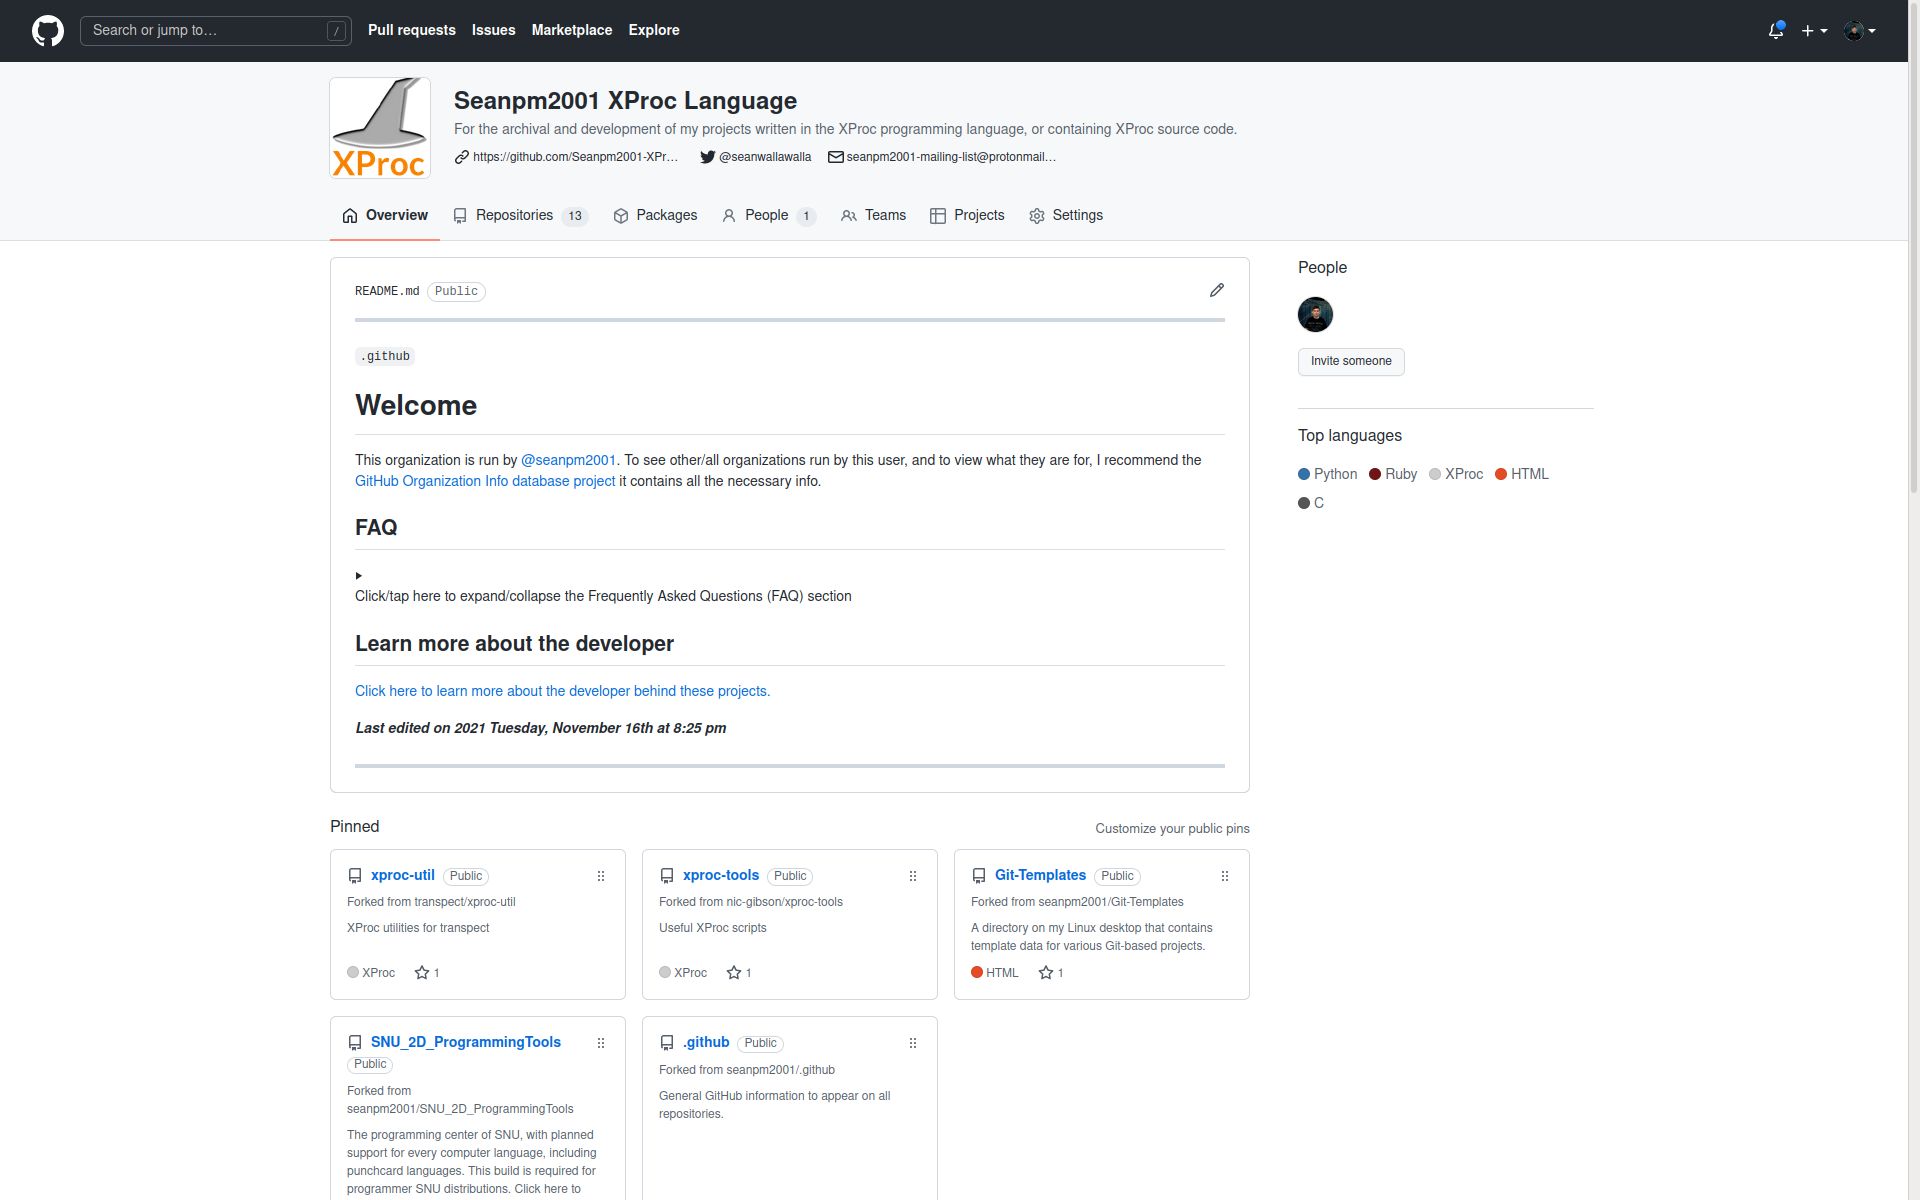 Search or jump to…
/
Pull requests
Issues
Marketplace
Explore
XProc
Seanpm2001 XProc Language
For the archival and development of my projects written in the XProc programming language, or containing XProc source code.
https://github.com/Seanpm2001-XPr…
@seanwallawalla
seanpm2001-mailing-list@protonmail…
Overview
Repositories 13
Packages
People 1
Teams
Projects
Settings
README.md Public
.github
Welcome
This organization is run by @seanpm2001. To see other/all organizations run by this user, and to view what they are for, I recommend the
GitHub Organization Info database project it contains all the necessary info.
FAQ
Click/tap here to expand/collapse the Frequently Asked Questions (FAQ) section
Learn more about the developer
Click here to learn more about the developer behind these projects.
Last edited on 2021 Tuesday, November 16th at 8:25 pm
People
Invite someone
Top languages
Python Ruby XProc HTML
C
Pinned
Customize your public pins
xproc-util Public
Forked from transpect/xproc-util
XProc utilities for transpect
XProc 1
xproc-tools Public
Forked from nic-gibson/xproc-tools
Useful XProc scripts
XProc 1
Git-Templates Public
Forked from seanpm2001/Git-Templates
A directory on my Linux desktop that contains
template data for various Git-based projects.
HTML 1
SNU_2D_ProgrammingTools
Public
Forked from
seanpm2001/SNU_2D_ProgrammingTools
The programming center of SNU, with planned
support for every computer language, including
punchcard languages. This build is required for
programmer SNU distributions. Click here to
.github Public
Forked from seanpm2001/.github
General GitHub information to appear on all
repositories.